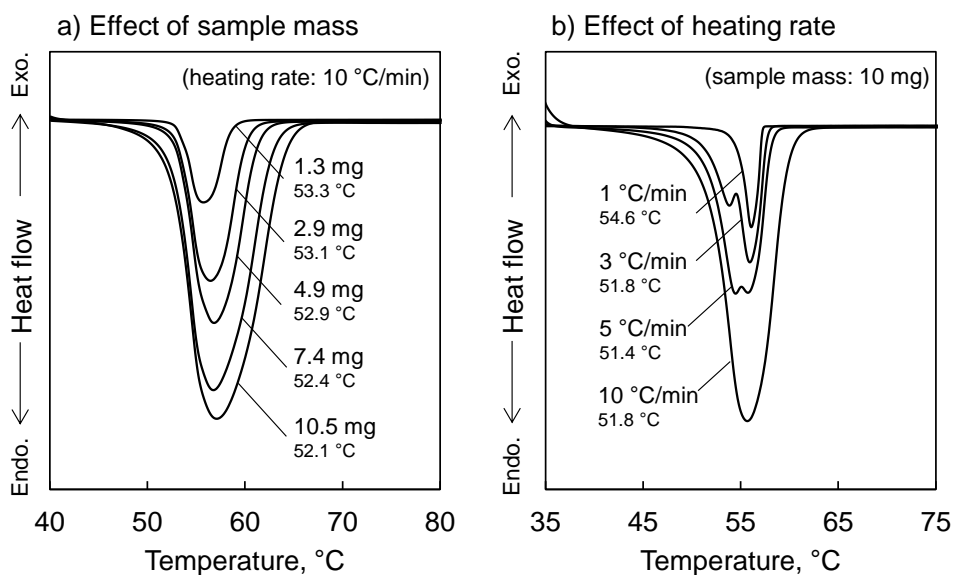 a) Effect of sample mass
Exo.
Heat flow
Endo.
(heating rate: 10 °C/min)
1.3 mg
53.3 °C
2.9 mg
53.1 °C
4.9 mg
52.9 °C
7.4 mg
52.4 °C
10.5 mg
52.1 °C
40 50 60 70 80
Temperature, °C
b) Effect of heating rate
Exo.
Heat flow
Endo.
(sample mass: 10 mg)
1 °C/min
54.6 °C
3 °C/min
51.8 °C
5 °C/min
51.4 °C
10 °C/min
51.8 °C
35 45 55 65 75
Temperature, °C